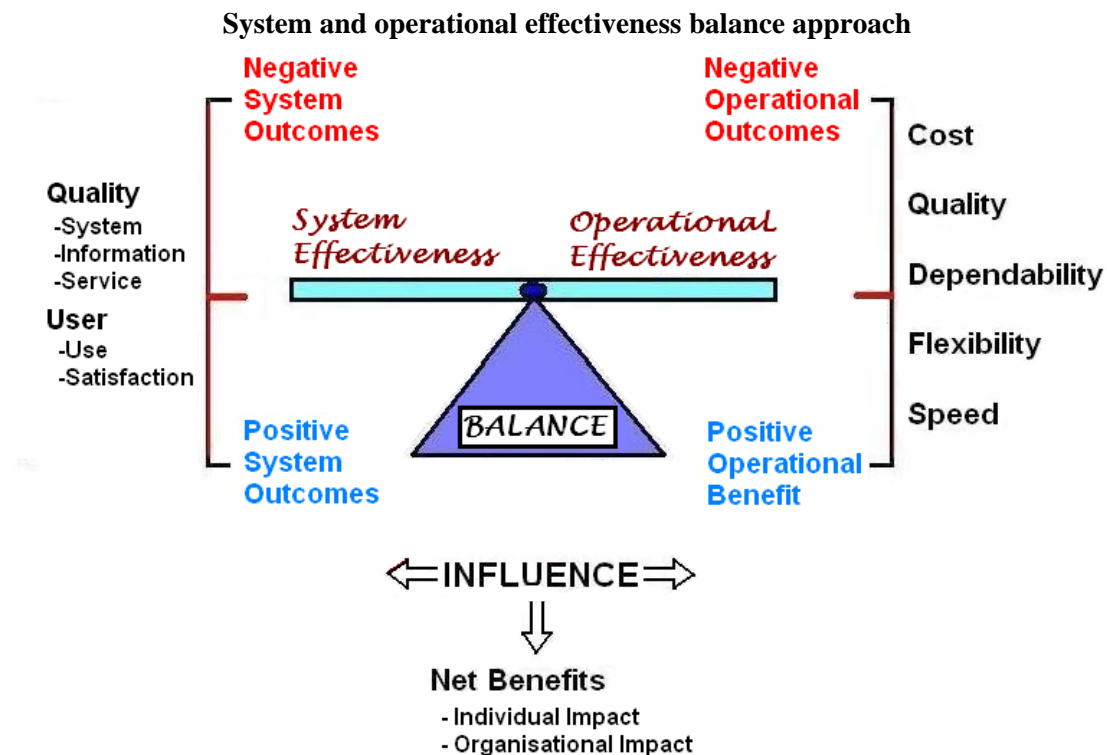 System and operational effectiveness balance approach
Negative
System
Outcomes
Negative
Operational
Outcomes
Quality
-System
-Information
-Service
User
-Use
-Satisfaction
System
Effectiveness
Operational
Effectiveness
Cost
Quality
Dependability
Flexibility
Speed
BALANCE
Positive
System
Outcomes
Positive
Operational
Benefit
INFLUENCE
Net Benefits
- Individual Impact
- Organisational Impact